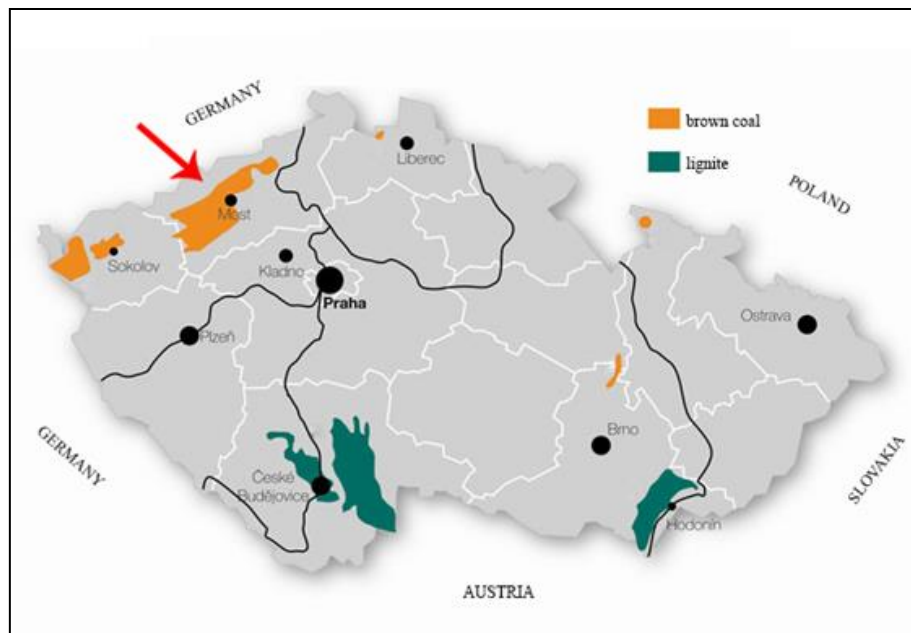 GERMANY
brown coal
lignite
Liberec
POLAND
Most
Sokolov
Kladno
Praha
Ostrava
Plzeň
Brno
GERMANY
SLOVAKIA
České
Budějovice
Hodonín
AUSTRIA